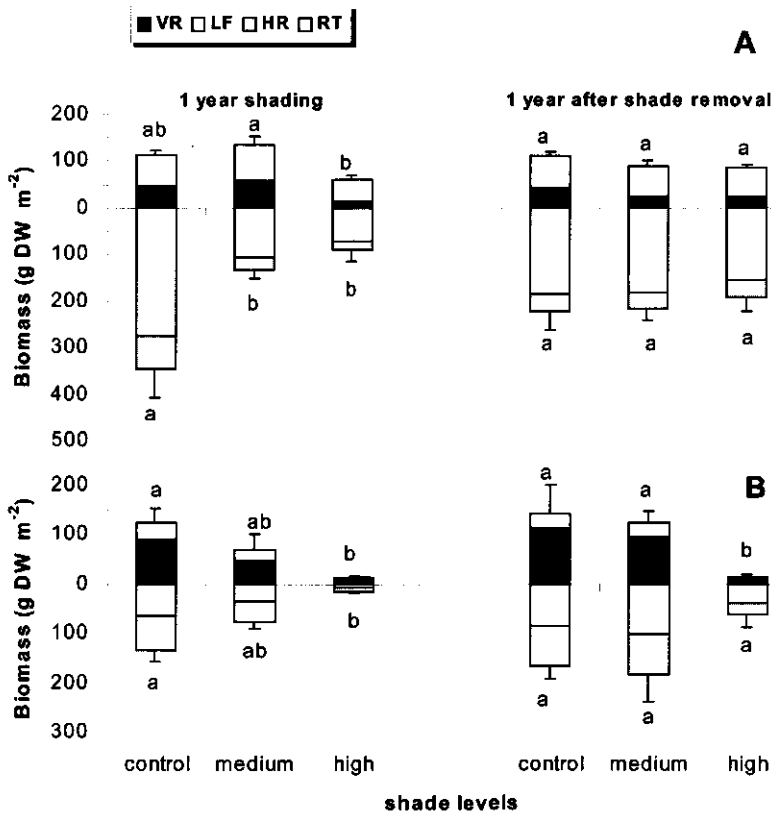 VR LF HR RT
A
1 year shading
1 year after shade removal
200
100
0
100
200
300
400
500
Biomass (g DW m⁻²)
ab a b
a b b
a a a
a a a
B
200
100
0
100
200
300
Biomass (g DW m⁻²)
a ab b
a ab b
a a b
a a a
control medium high
control medium high
shade levels